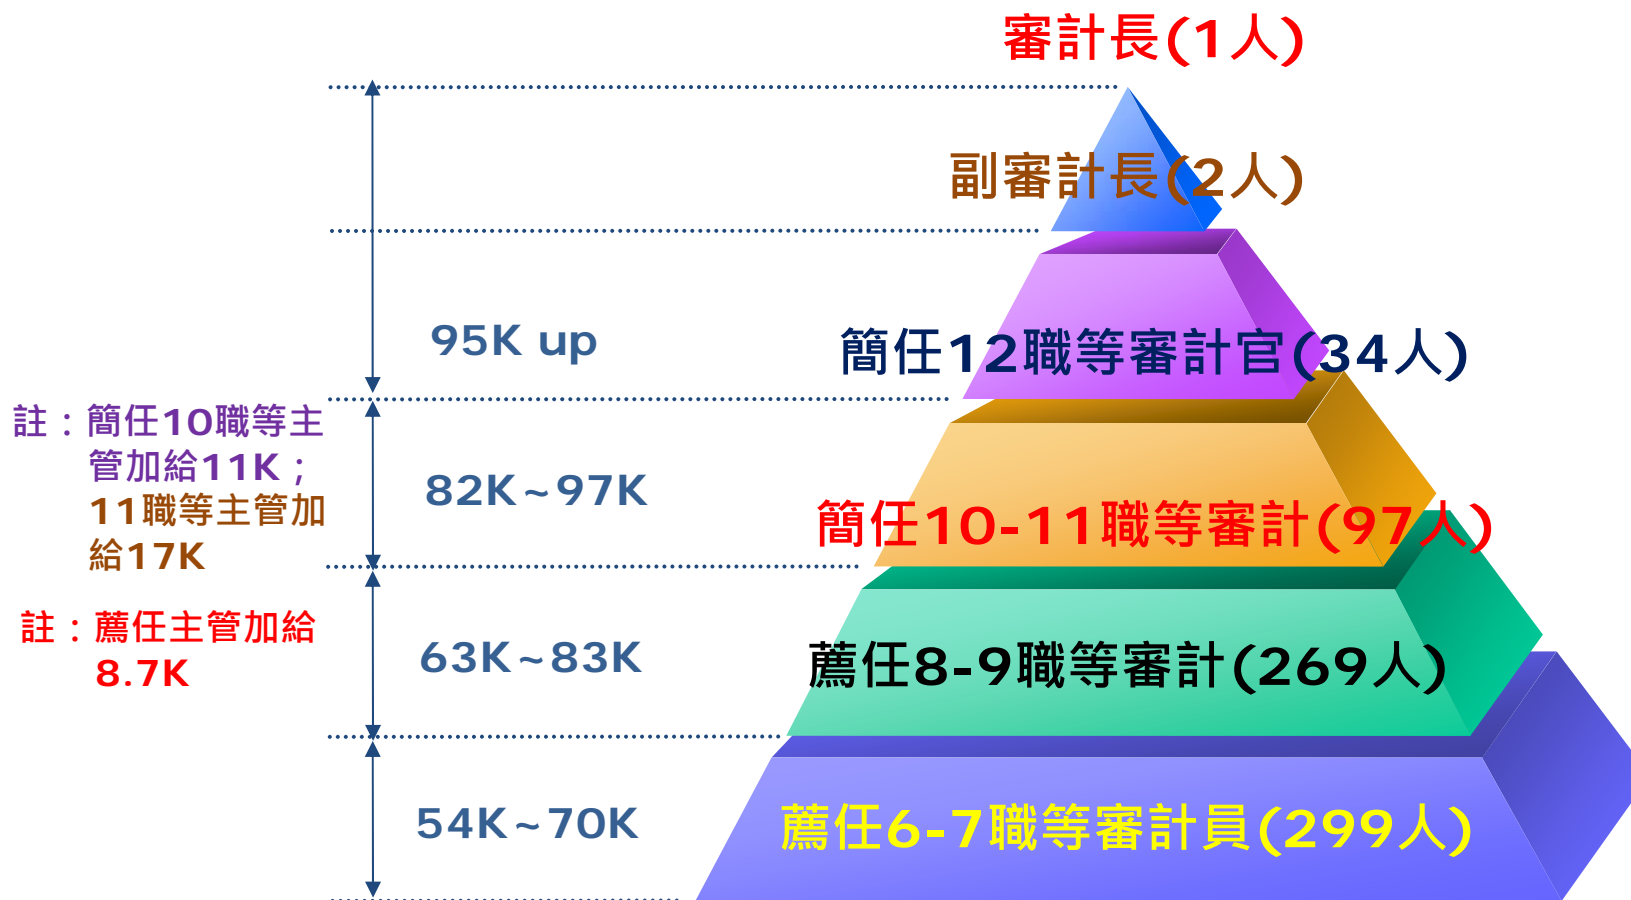 審計長(1人)
副審計長(2人)
95K up
簡任12職等審計官(34人)
註：簡任10職等主
管加給11K；
11職等主管加
給17K
82K~97K
簡任10-11職等審計(97人)
註：薦任主管加給
8.7K
63K~83K
薦任8-9職等審計(269人)
54K~70K
薦任6-7職等審計員(299人)